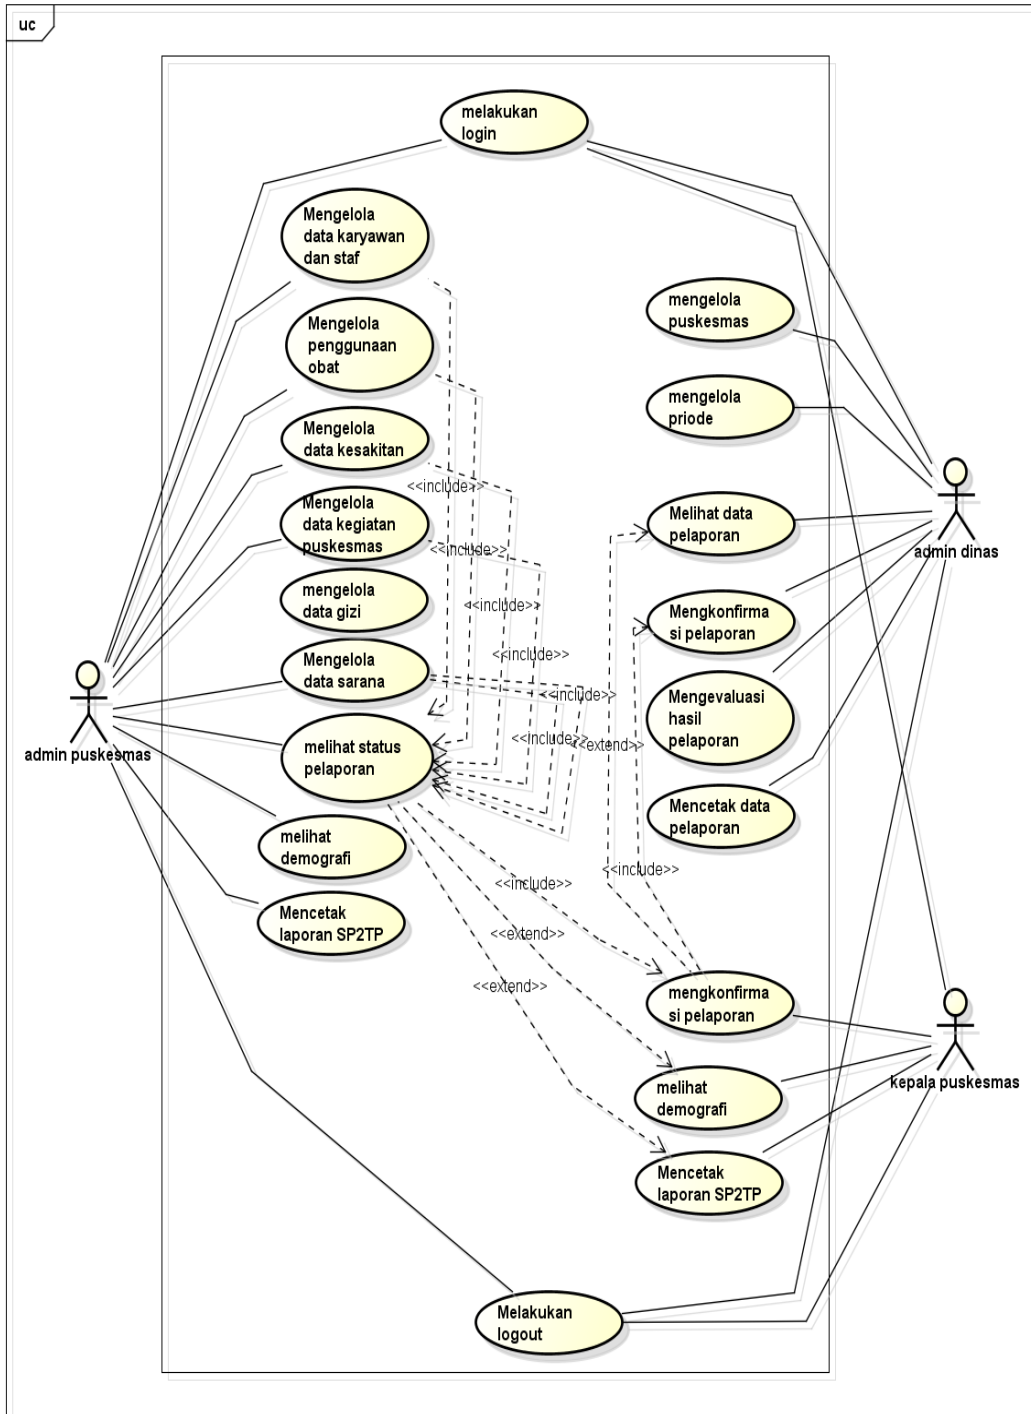 uc
melakukan
login
Mengelola
data karyawan
dan staf
Mengelola
penggunaan
obat
Mengelola
data kesakitan
Mengelola
data kegiatan
puskesmas
mengelola
data gizi
Mengelola
data sarana
melihat status
pelaporan
melihat
demografi
Mencetak
laporan SP2TP
admin puskesmas
<<include>>
<<include>>
<<include>>
<<include>>
<<include>>
<<include>>
<<extend>>
<<include>>
<<include>>
<<extend>>
<<extend>>
mengelola
puskesmas
mengelola
priode
Melihat data
pelaporan
Mengkonfirma
si pelaporan
Mengevaluasi
hasil
pelaporan
Mencetak data
pelaporan
admin dinas
mengkonfirma
si pelaporan
melihat
demografi
Mencetak
laporan SP2TP
kepala puskesmas
Melakukan
logout